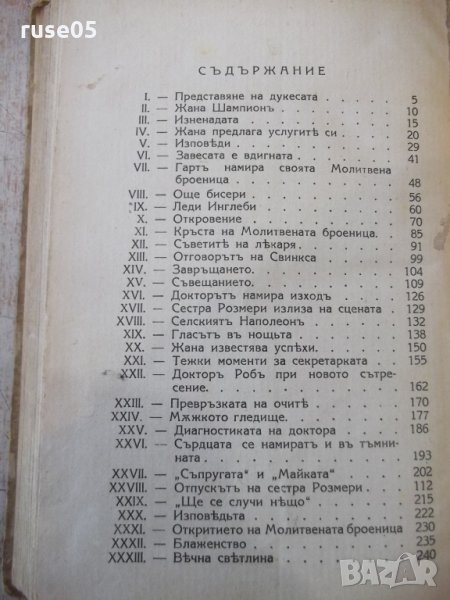 ruse05
СЪДЪРЖАНИЕ
I. — Представяне на дукесата . . . . . 5
II. — Жана Шампионъ . . . . . 10
III. — Изненадата . . . . . 15
IV. — Жана предлага услугитѣ си . . . . 20
V. — Изповѣди . . . . . 29
VI. — Завесата е вдигната . . . . . 41
VII. — Гартъ намира своята Молитвена
броеница . . . . . 48
VIII. — Още бисери . . . . . 56
IX. — Леди Инглеби . . . . . 60
X. — Откровение . . . . . 70
XI. — Кръста на Молитвената броеница. . 85
XII. — Съветитѣ на лѣкаря . . . . . 91
XIII. — Отговорътъ на Свинкса . . . . 99
XIV. — Завръщането. . . . . . 104
XV. — Съвещанието. . . . . . 109
XVI. — Докторътъ намира изходъ . . . . 126
XVII. — Сестра Розмери излиза на сцената . . 129
XVIII. — Селскиятъ Наполеонъ . . . . . 132
XIX. — Гласътъ въ нощьта . . . . . 138
XX. — Жана известява успѣхи. . . . . 150
XXI. — Тежки моменти за секретарката . . 155
XXII. — Докторъ Робъ при новото сътре-
сение. . . . . . 162
XXIII. — Превръзката на очитѣ . . . . . 170
XXIV. — Мѫжкото гледище. . . . . . 177
XXV. — Диагностиката на доктора . . . . 186
XXVI. — Сърдцата се намиратъ и въ тъмни-
ната . . . . . 193
XXVII. — „Съпругата“ и „Майката“ . . . . 202
XXVIII. — Отпускътъ на сестра Розмери . . . 112
XXIX. — „Ще се случи нѣщо“ . . . . . 215
XXX. — Изповѣдьта . . . . . 222
XXXI. — Откритието на Молитвената броеница 230
XXXII. — Блаженство . . . . . 235
XXXIII. — Вѣчна свѣтлина . . . . . 240
БАZАР